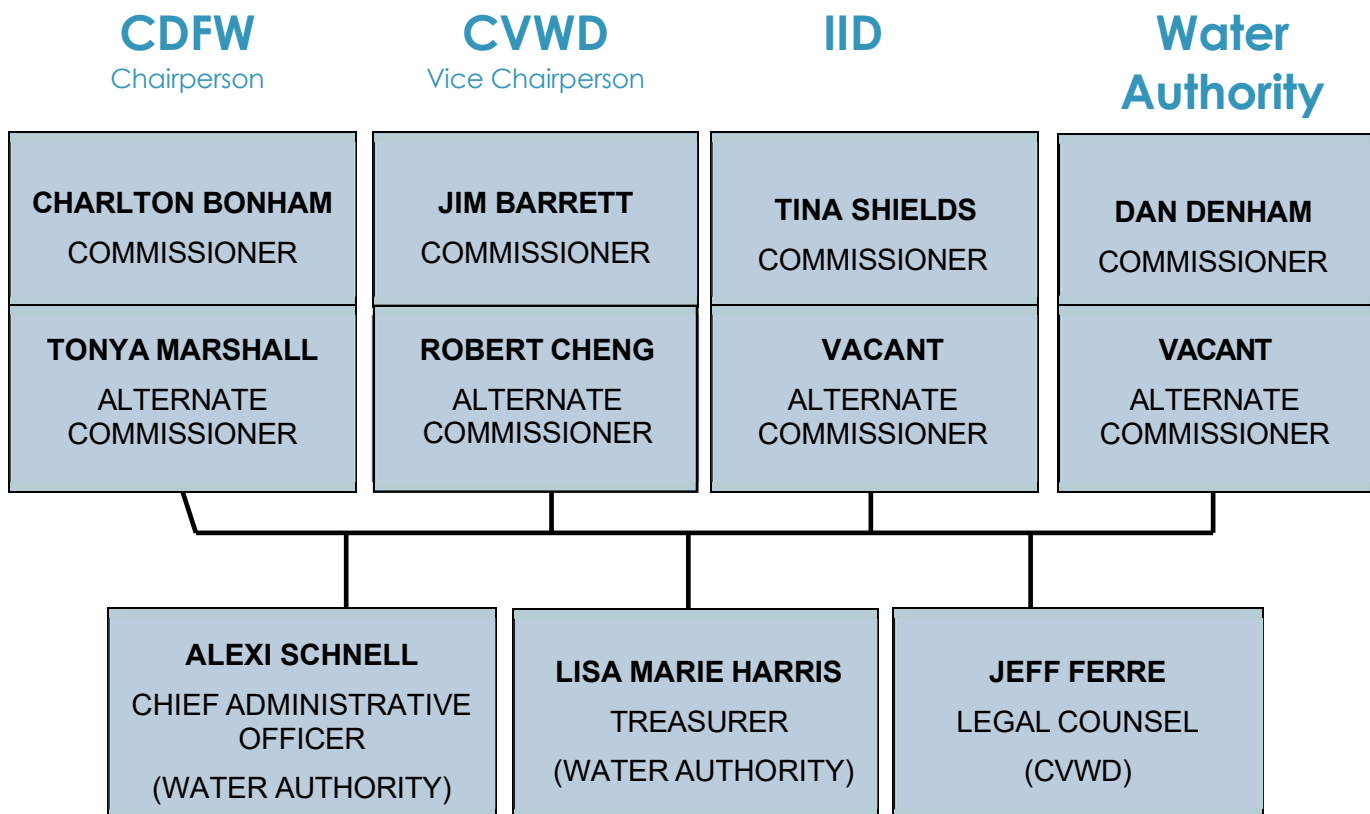 CDFW
Chairperson
CVWD
Vice Chairperson
IID
Water
Authority
CHARLTON BONHAM
COMMISSIONER
JIM BARRETT
COMMISSIONER
TINA SHIELDS
COMMISSIONER
DAN DENHAM
COMMISSIONER
TONYA MARSHALL
ALTERNATE
COMMISSIONER
ROBERT CHENG
ALTERNATE
COMMISSIONER
VACANT
ALTERNATE
COMMISSIONER
VACANT
ALTERNATE
COMMISSIONER
ALEXI SCHNELL
CHIEF ADMINISTRATIVE
OFFICER
(WATER AUTHORITY)
LISA MARIE HARRIS
TREASURER
(WATER AUTHORITY)
JEFF FERRE
LEGAL COUNSEL
(CVWD)